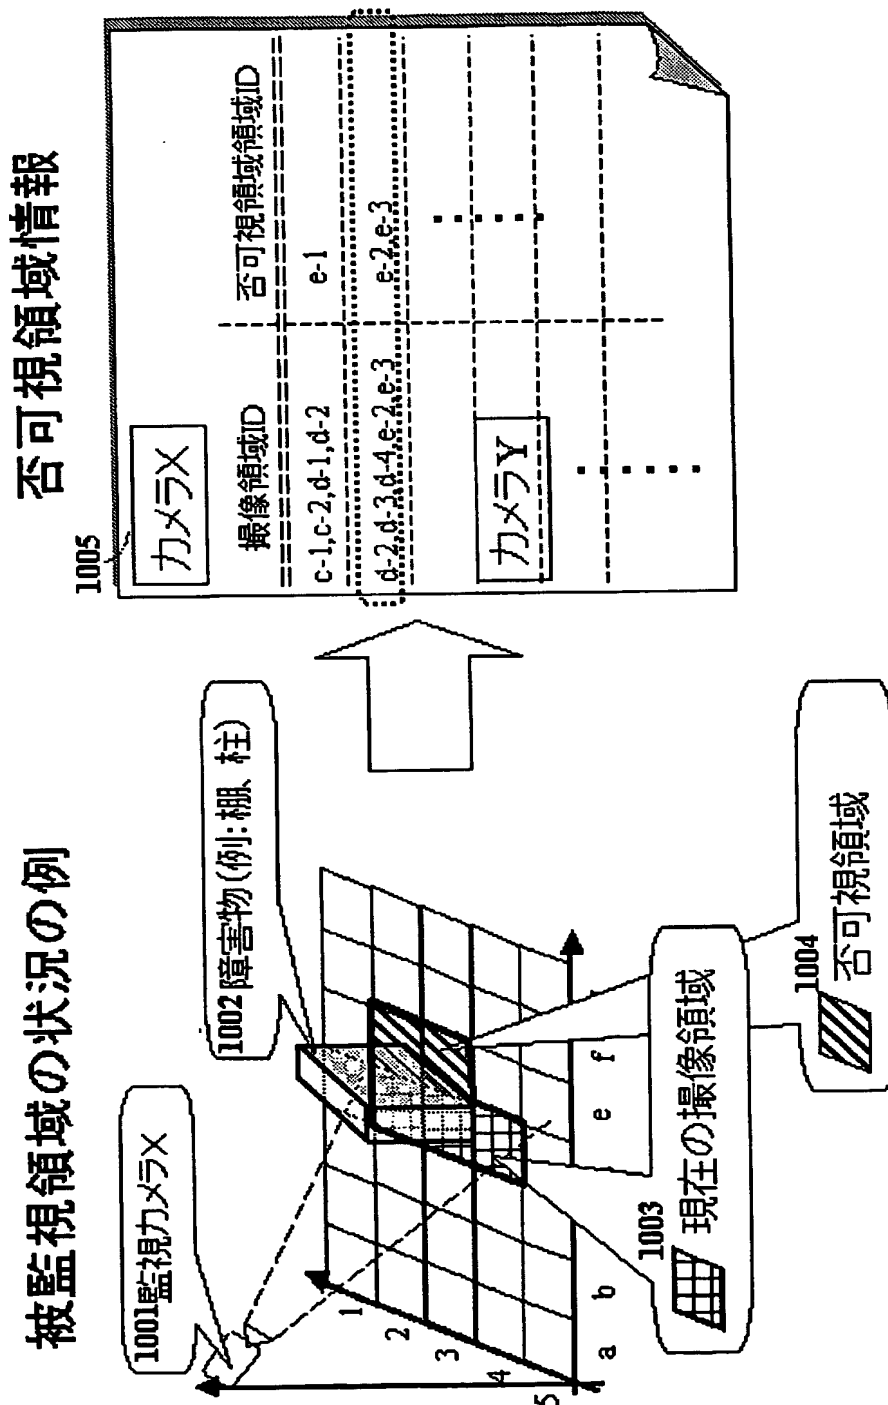 被監視領域の状況の例
1001監視カメラX
1002障害物(例:棚、柱)
1
2
3
4
5
a
b
e
f
1003
現在の撮像領域
1004
否可視領域
否可視領域情報
1005
カメラX
撮像領域ID
否可視領域領域ID
c-1,c-2,d-1,d-2
e-1
d-2,d-3,d-4,e-2,e-3
e-2,e-3
カメラY